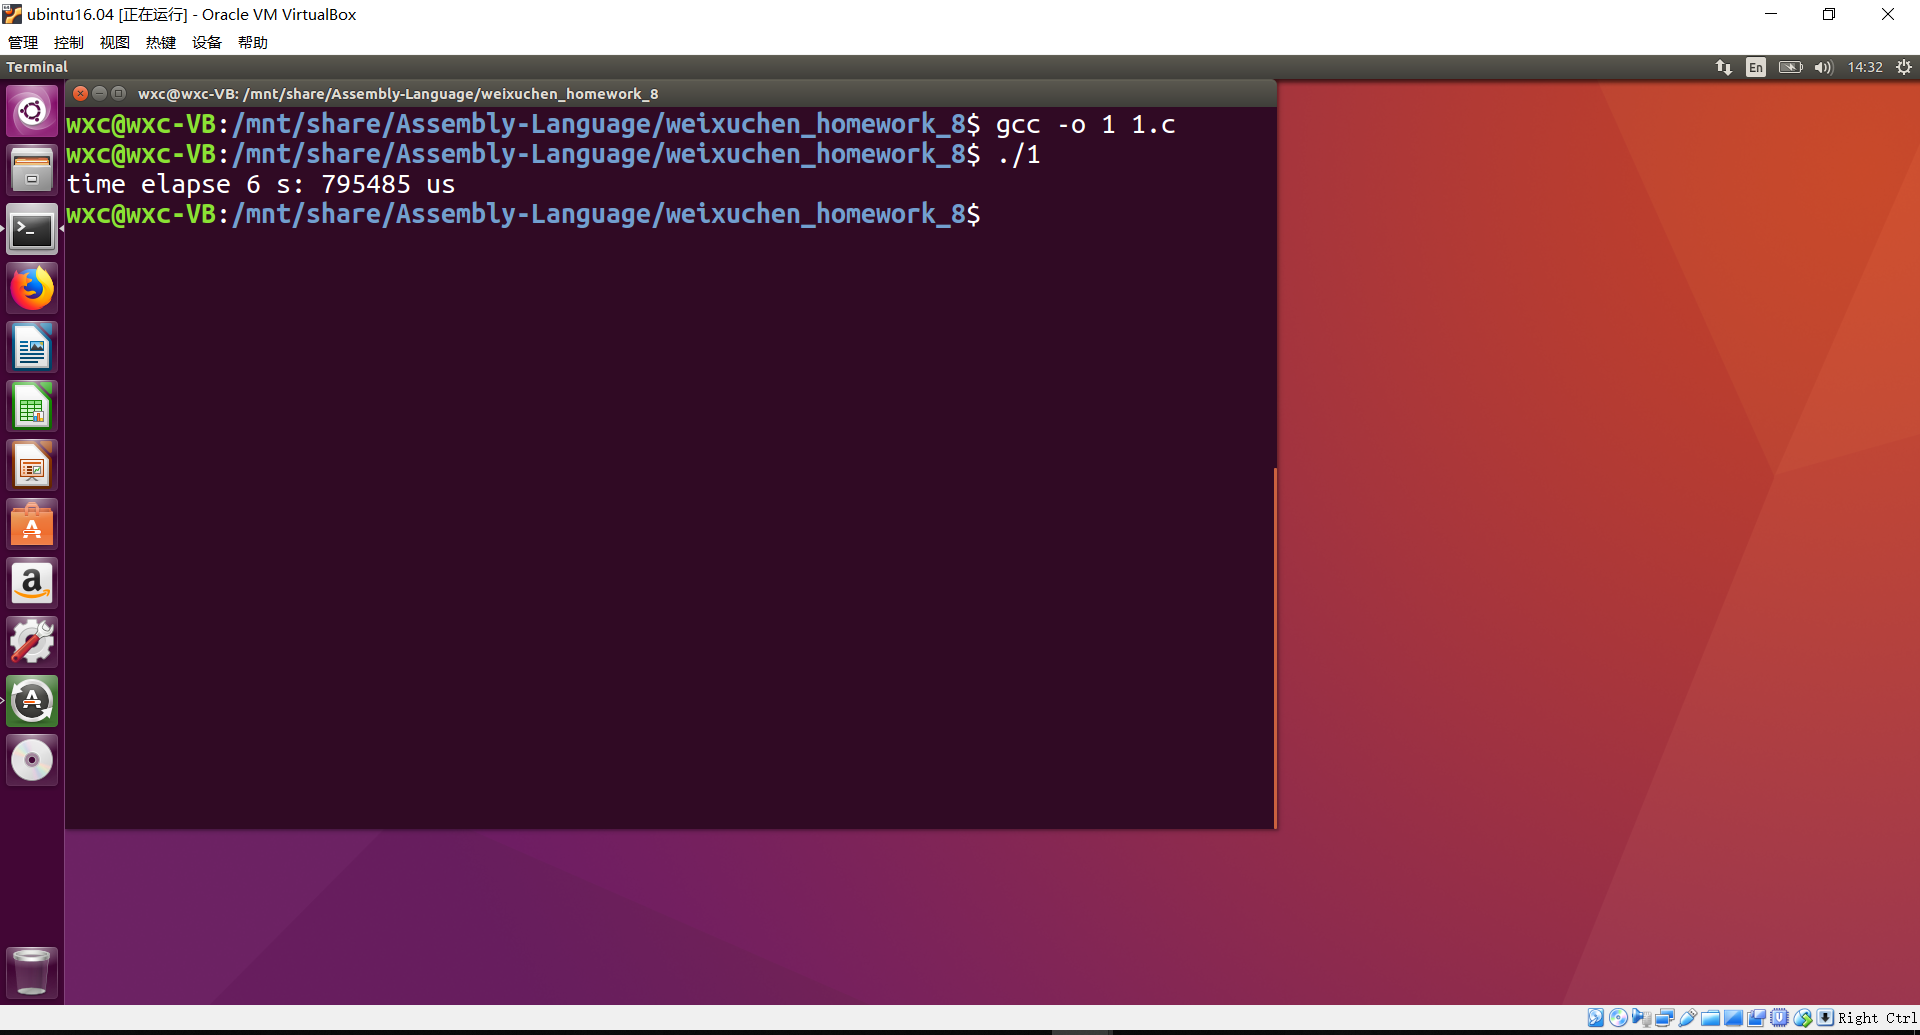 ubintu16.04 [正在运行] - Oracle VM VirtualBox
管理 控制 视图 热键 设备 帮助
Terminal
En
14:32
wxc@wxc-VB: /mnt/share/Assembly-Language/weixuchen_homework_8
wxc@wxc-VB:/mnt/share/Assembly-Language/weixuchen_homework_8$ gcc -o 1 1.c
wxc@wxc-VB:/mnt/share/Assembly-Language/weixuchen_homework_8$ ./1
time elapse 6 s: 795485 us
wxc@wxc-VB:/mnt/share/Assembly-Language/weixuchen_homework_8$
Right Ctrl